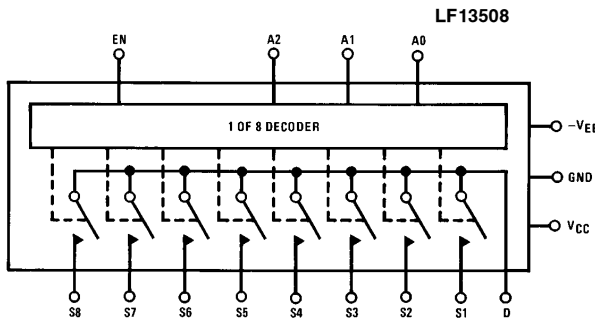 LF13508
EN A2 A1 A0
1 OF 8 DECODER
-VEE
GND
VCC
S8 S7 S6 S5 S4 S3 S2 S1 D